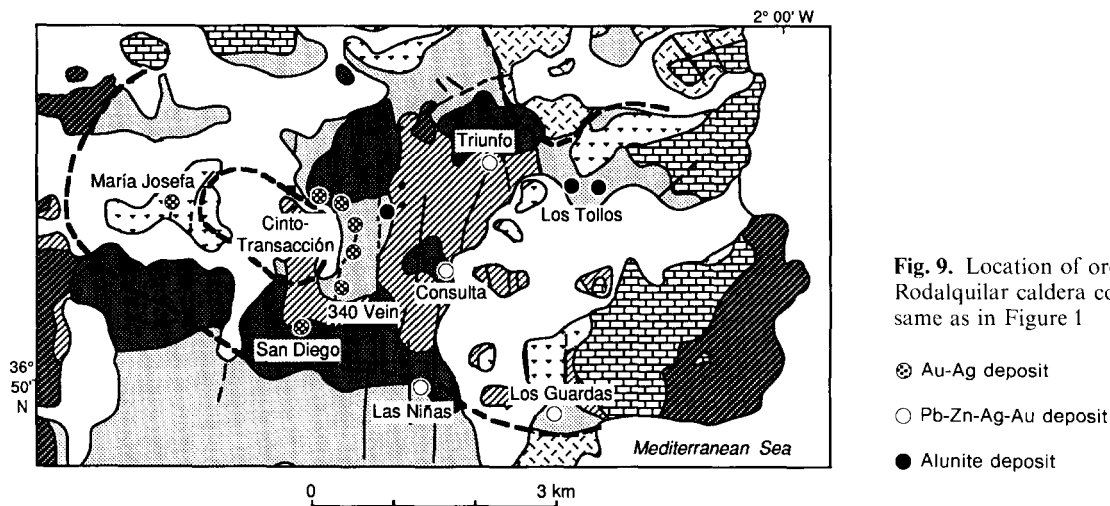 2° 00' W
Triunfo
María Josefa
Los Tollos
Cinto-
Transacción
Consulta
340 Vein
San Diego
36°
50'
N
Las Niñas
Los Guardas
Mediterranean Sea
0 3 km
Fig. 9. Location of or
Rodalquilar caldera co
same as in Figure 1
Au-Ag deposit
Pb-Zn-Ag-Au deposit
Alunite deposit